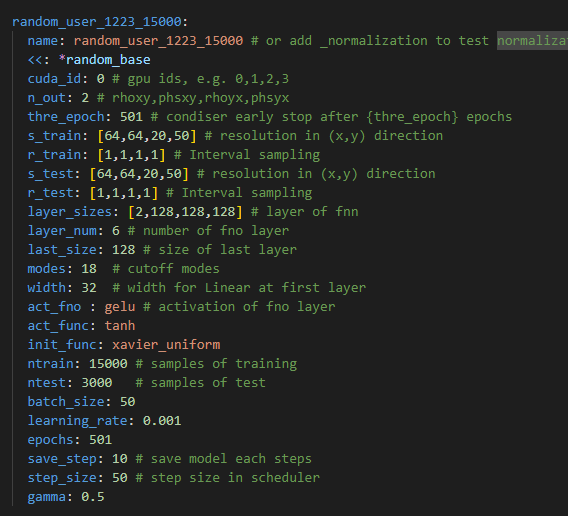 random_user_1223_15000:
name: random_user_1223_15000 # or add _normalization to test normalizat
<<: *random_base
cuda_id: 0 # gpu ids, e.g. 0,1,2,3
n_out: 2 # rhoxy,phsxy,rhoyx,phsyx
thre_epoch: 501 # condiser early stop after {thre_epoch} epochs
s_train: [64,64,20,50] # resolution in (x,y) direction
r_train: [1,1,1,1] # Interval sampling
s_test: [64,64,20,50] # resolution in (x,y) direction
r_test: [1,1,1,1] # Interval sampling
layer_sizes: [2,128,128,128] # layer of fnn
layer_num: 6 # number of fno layer
last_size: 128 # size of last layer
modes: 18  # cutoff modes
width: 32  # width for Linear at first layer
act_fno : gelu # activation of fno layer
act_func: tanh
init_func: xavier_uniform
ntrain: 15000 # samples of training
ntest: 3000   # samples of test
batch_size: 50
learning_rate: 0.001
epochs: 501
save_step: 10 # save model each steps
step_size: 50 # step size in scheduler
gamma: 0.5